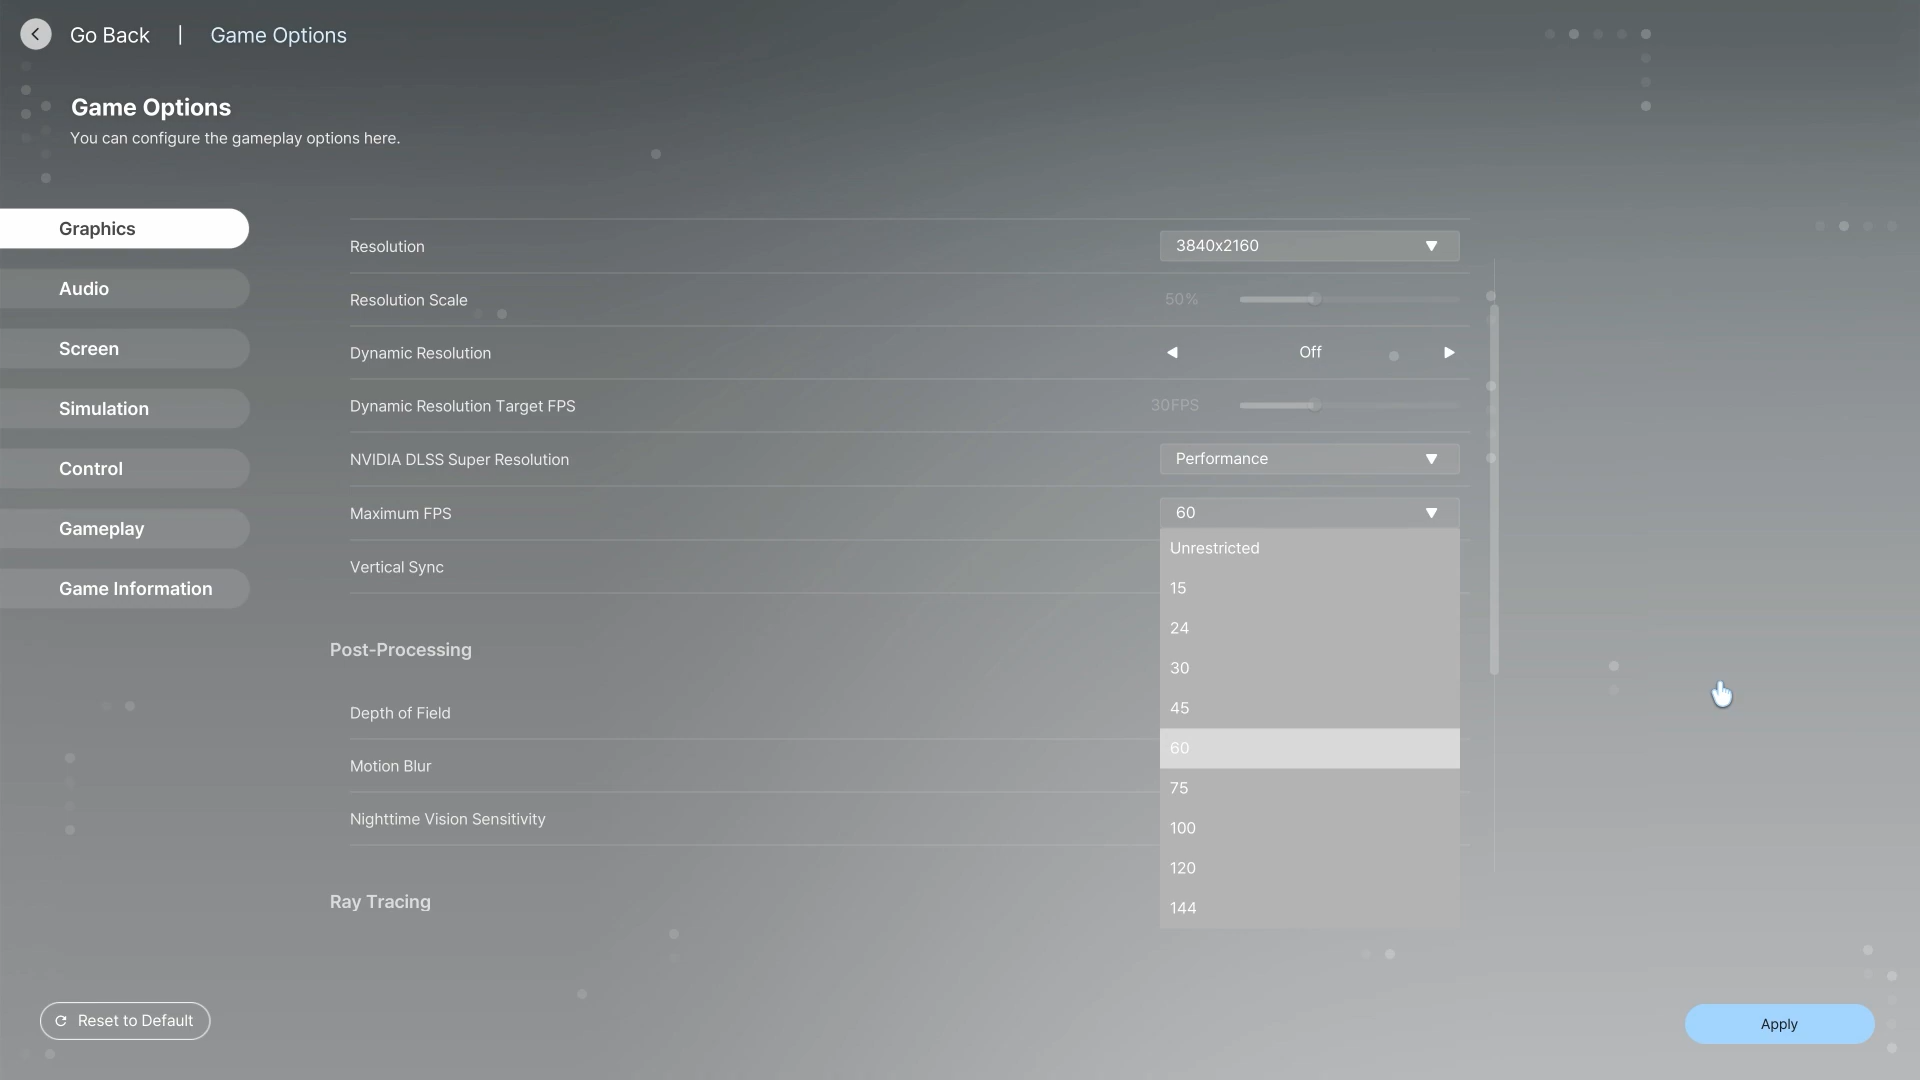 Go Back | Game Options
Game Options
You can configure the gameplay options here.
Graphics
Audio
Screen
Simulation
Control
Gameplay
Game Information
Resolution 3840x2160
Resolution Scale 50%
Dynamic Resolution Off
Dynamic Resolution Target FPS 30FPS
NVIDIA DLSS Super Resolution Performance
Maximum FPS 60
Unrestricted
15
24
30
45
60
75
100
120
144
Vertical Sync
Post-Processing
Depth of Field
Motion Blur
Nighttime Vision Sensitivity
Ray Tracing
Reset to Default
Apply